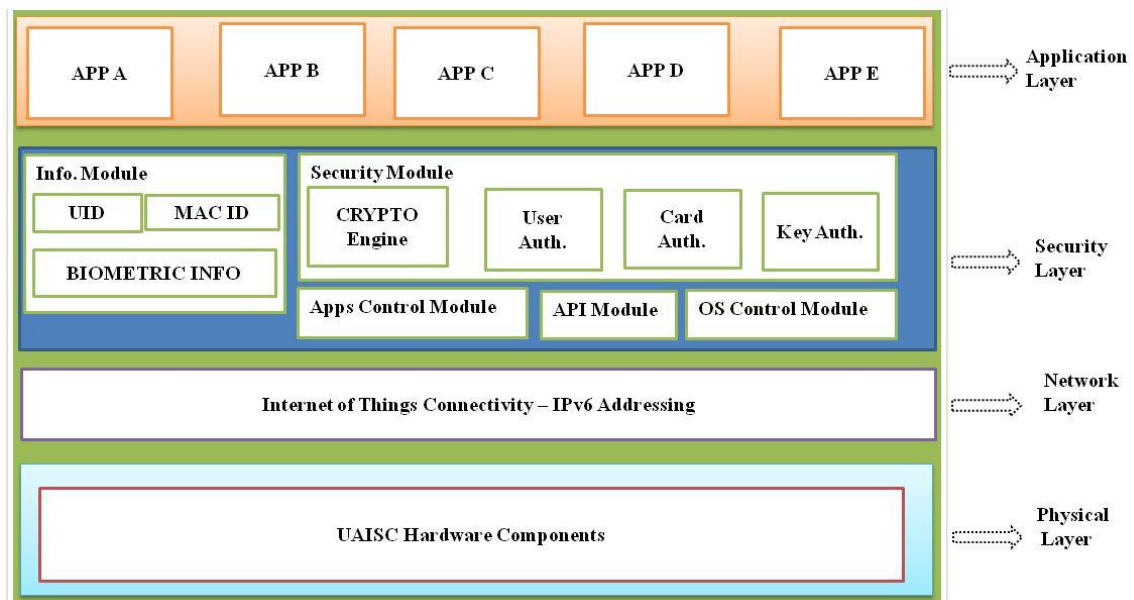 APP A
APP B
APP C
APP D
APP E
Application
Layer
Info. Module
UID
MAC ID
BIOMETRIC INFO
Security Module
CRYPTO
Engine
User
Auth.
Card
Auth.
Key Auth.
Apps Control Module
API Module
OS Control Module
Security
Layer
Internet of Things Connectivity – IPv6 Addressing
Network
Layer
UAISC Hardware Components
Physical
Layer